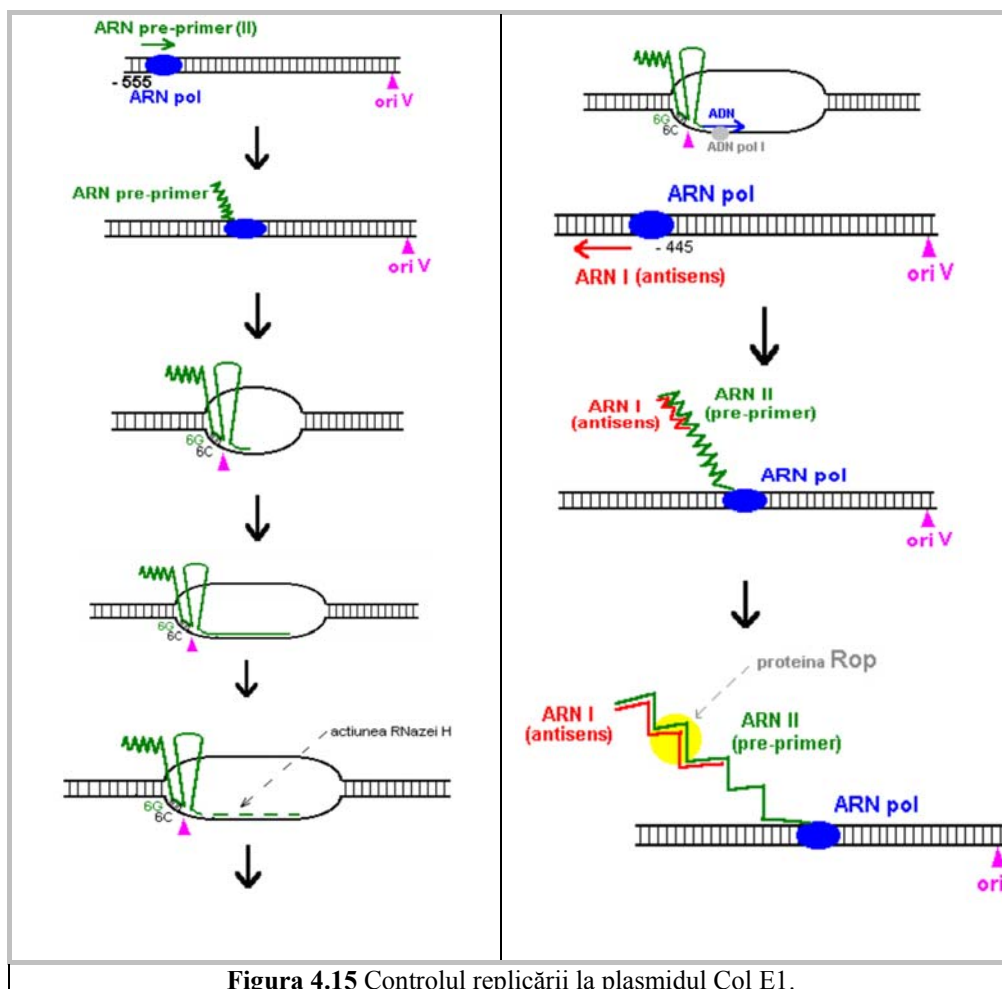 ARN pre-primer (II)
- 555
ARN pol
ori V
ARN pre-primer
ori V
6G
6C
6G
6C
actiunea RNazei H
6G
6C
6G
6C
ADN
ADN pol I
ARN pol
- 445
ARN I (antisens)
ori V
ARN I
(antisens)
ARN II
(pre-primer)
ARN pol
ori V
proteina Rop
ARN I
(antisens)
ARN II
(pre-primer)
ARN pol
ori
Figura 4.15 Controlul replicării la plasmidul Col E1.